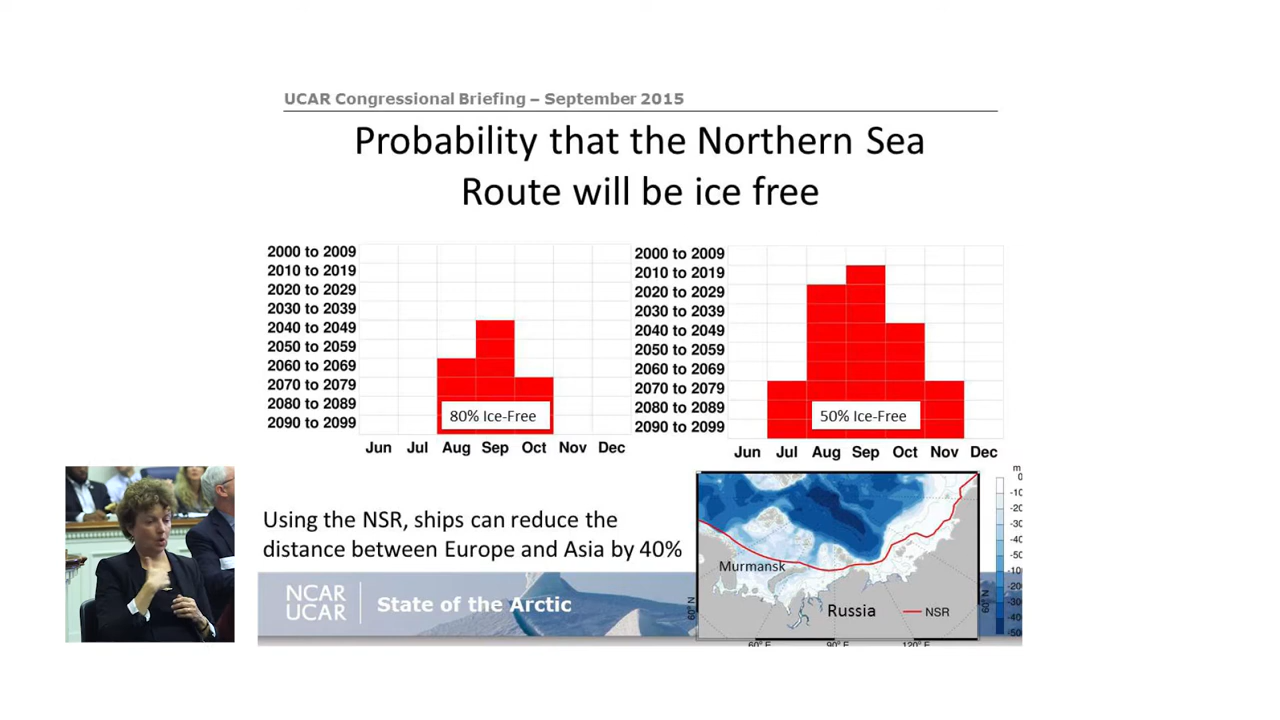 UCAR Congressional Briefing – September 2015
Probability that the Northern Sea
Route will be ice free
2000 to 2009
2010 to 2019
2020 to 2029
2030 to 2039
2040 to 2049
2050 to 2059
2060 to 2069
2070 to 2079
2080 to 2089
2090 to 2099
80% Ice-Free
Jun Jul Aug Sep Oct Nov Dec
2000 to 2009
2010 to 2019
2020 to 2029
2030 to 2039
2040 to 2049
2050 to 2059
2060 to 2069
2070 to 2079
2080 to 2089
2090 to 2099
50% Ice-Free
Jun Jul Aug Sep Oct Nov Dec
Using the NSR, ships can reduce the
distance between Europe and Asia by 40%
NCAR
UCAR
State of the Arctic
Murmansk
Russia
NSR
60°N
60°E 90°E 120°E
m
0